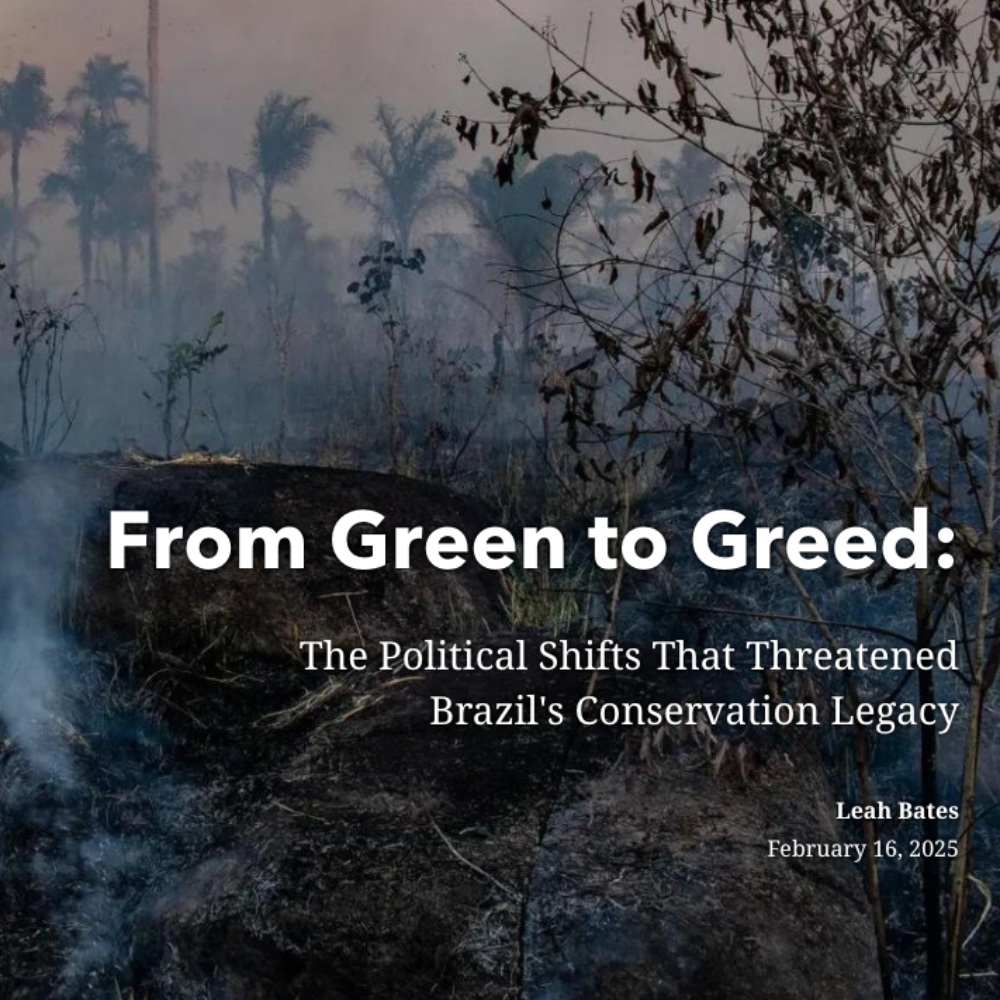 From Green to Greed:
The Political Shifts That Threatened
Brazil's Conservation Legacy
Leah Bates
February 16, 2025